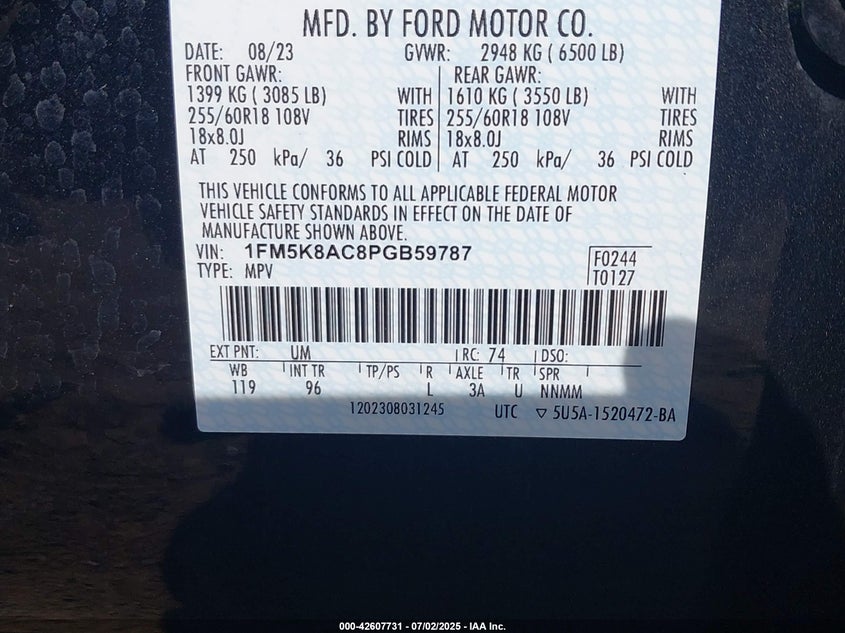 MFD. BY FORD MOTOR CO.
DATE: 08/23 GVWR: 2948 KG ( 6500 LB)
FRONT GAWR: REAR GAWR:
1399 KG ( 3085 LB) WITH 1610 KG ( 3550 LB) WITH
255/60R18 108V TIRES 255/60R18 108V TIRES
18x8.0J RIMS 18x8.0J RIMS
AT 250 kPa/ 36 PSI COLD AT 250 kPa/ 36 PSI COLD
THIS VEHICLE CONFORMS TO ALL APPLICABLE FEDERAL MOTOR
VEHICLE SAFETY STANDARDS IN EFFECT ON THE DATE OF
MANUFACTURE SHOWN ABOVE.
VIN: 1FM5K8AC8PGB59787 F0244
TYPE: MPV T0127
EXT PNT: UM RC: 74 DSO:
WB INT TR TP/PS R AXLE TR SPR
119 96 L 3A U NNMM
1202308031245 UTC ▽ 5U5A-1520472-BA
000-42607731 - 07/02/2025 - IAA Inc.